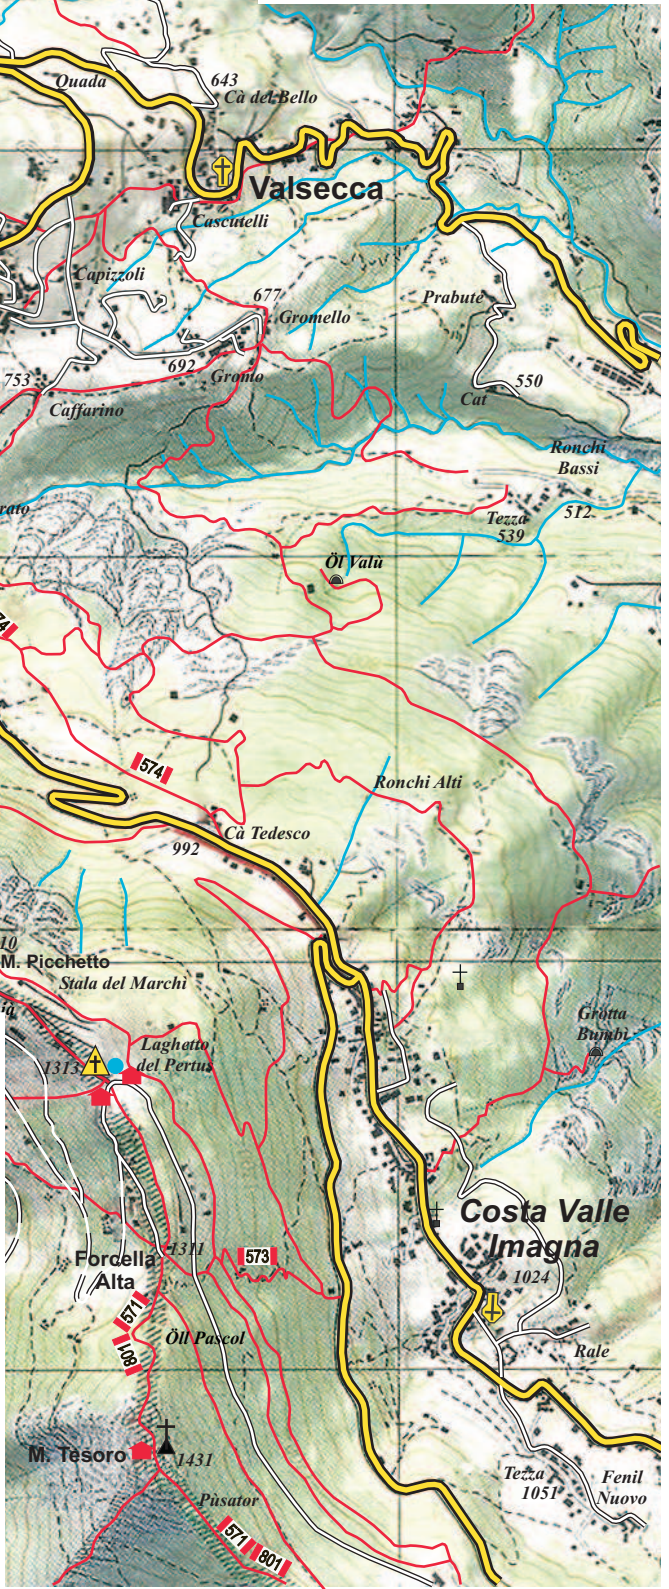 Quada
643
Cà del Bello
Valsecca
Cascutelli
Capizzoli
677
Gromello
Prabute
692
Gromo
753
Caffarino
550
Cat
Ronchi
Bassi
rato
Tezza
539
512
Öl Valù
574
Ronchi Alti
Cà Tedesco
992
10
M. Picchetto
Stala del Marchi
Grotta
Bumbi
Laghetto
del Pertus
1313
Costa Valle
Imagna
1024
1311
573
Forcella
Alta
571
801
Öll Pascol
Rale
M. Tesoro
1431
Tezza
1051
Fenil
Nuovo
Pùsator
571
801